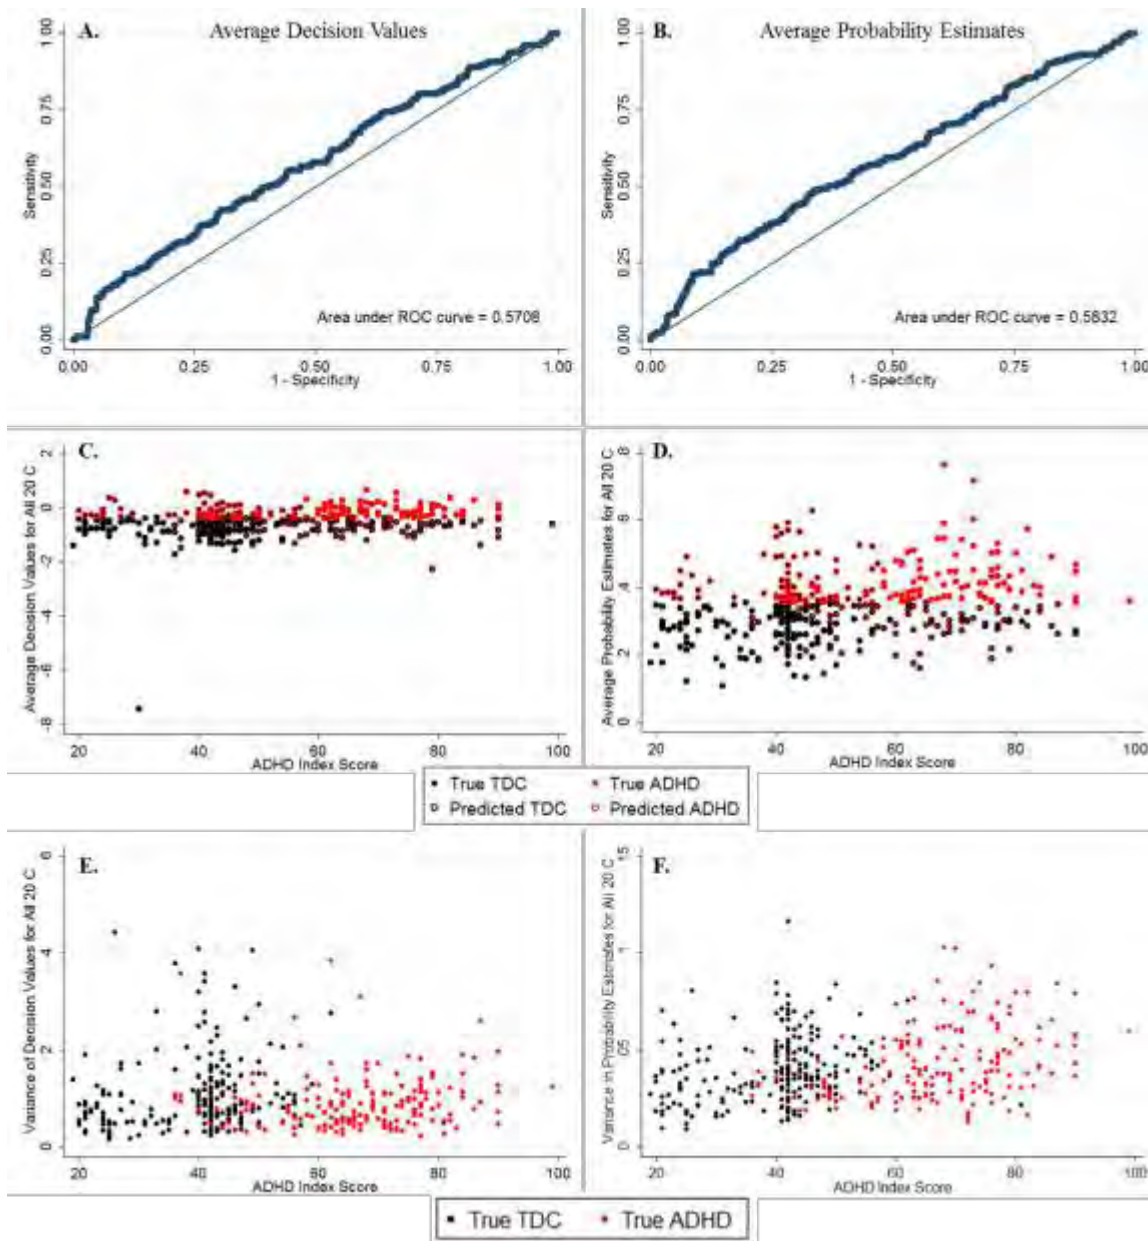 A. Average Decision Values
Sensitivity
0.00 0.25 0.50 0.75 1.00
Area under ROC curve = 0.5708
0.00 0.25 0.50 0.75 1.00
1 - Specificity
B. Average Probability Estimates
Sensitivity
0.00 0.25 0.50 0.75 1.00
Area under ROC curve = 0.5832
0.00 0.25 0.50 0.75 1.00
1 - Specificity
C.
Average Decision Values for All 20 C
-8 -6 -4 -2 0 2
20 40 60 80 100
ADHD Index Score
D.
Average Probability Estimates for All 20 C
0 .2 .4 .6 .8
20 40 60 80 100
ADHD Index Score
True TDC True ADHD
Predicted TDC Predicted ADHD
E.
Variance of Decision Values for All 20 C
0 2 4 6
20 40 60 80 100
ADHD Index Score
F.
Variance in Probability Estimates for All 20 C
0 .05 .1 .15
20 40 60 80 100
ADHD Index Score
True TDC True ADHD